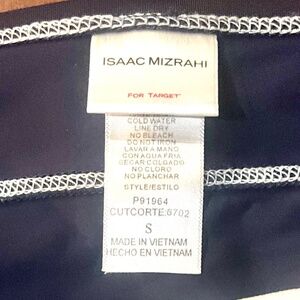 ISAAC MIZRAHI
FOR TARGET
COLD WATER
LINE DRY
NO BLEACH
DO NOT IRON
LAVAR A MANO
CON AGUA FRIA
SECAR COLGADO
NO CLORO
NO PLANCHAR
STYLE/ESTILO
P91964
CUTCORTE:6702
S
MADE IN VIETNAM
HECHO EN VIETNAM